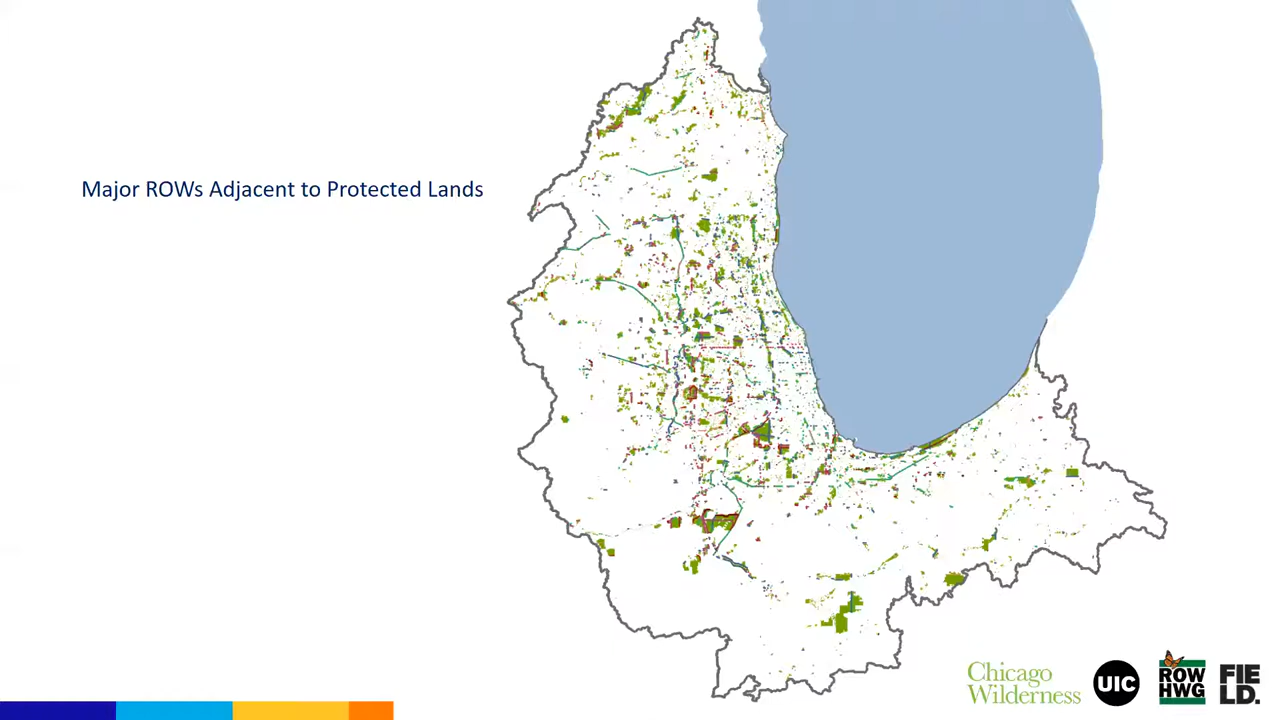 Major ROWs Adjacent to Protected Lands
Chicago
Wilderness
UIC
ROW
HWG
FIE
LD.